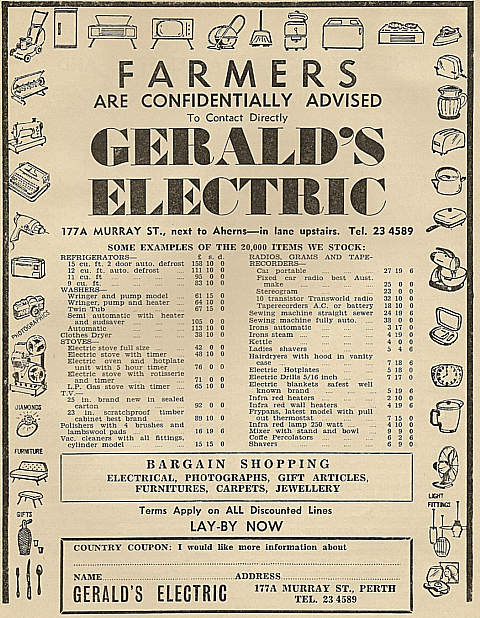 FARMERS
ARE CONFIDENTIALLY ADVISED
To Contact Directly
GERALD'S
ELECTRIC
177A MURRAY ST., next to Aherns—in lane upstairs. Tel. 23 4589
SOME EXAMPLES OF THE 20,000 ITEMS WE STOCK:
REFRIGERATORS— £ s. d.
15 cu. ft. 2 door auto. defrost 158 10 0
12 cu. ft. auto. defrost 111 10 0
11 cu. ft. 95 0 0
9 cu. ft. 83 10 0
WASHERS—
Wringer and pump model 61 15 0
Wringer, pump and heater 64 10 0
Twin Tub 67 15 0
Semi automatic with heater
and sudsaver 105 0 0
Automatic 113 10 0
Clothes Dryer 38 10 0
STOVES—
Electric stove full size 42 0 0
Electric stove with timer 48 10 0
Electric oven and hotplate
unit with 5 hour timer 76 0 0
Electric stove with rotisserie
and timer 71 0 0
L.P. Gas stove with timer 65 10 0
T.V.—
25 in. brand new in sealed
carton 92 0 0
23 in. scratchproof timber
cabinet best brand 89 10 0
Polishers with 4 brushes and
lambswool pads 16 19 6
Vac. cleaners with all fittings,
cylinder model 15 15 0
RADIOS, GRAMS AND TAPE-
RECORDERS—
Car portable 27 19 6
Fixed car radio best Aust.
make 25 0 0
Stereogram 33 0 0
10 transistor Transworld radio 32 10 0
Taperecorders A.C. or battery 18 10 0
Sewing machine straight sewer 24 19 6
Sewing machine fully auto. 38 0 0
Irons automatic 3 17 0
Irons steam 4 19 0
Kettle 4 0 0
Ladies shavers 5 4 0
Hairdryers with hood in vanity
case 7 18 6
Electric Hotplates 5 18 0
Electric Drills 5/16 inch 7 17 0
Electric blankets safest well
known brand 5 19 6
Infra red heaters 2 10 0
Infra red wall heaters 4 19 6
Frypans, latest model with pull
out thermostat 7 15 0
Infra red lamp 250 watt 4 10 0
Mixer with stand and bowl 9 9 0
Coffe Percolators 6 2 6
Shavers 6 9 0
PHOTOGRAPHICS
DIAMONDS
FURNITURE
GIFTS
LIGHT
FITTINGS
BARGAIN SHOPPING
ELECTRICAL, PHOTOGRAPHS, GIFT ARTICLES,
FURNITURES, CARPETS, JEWELLERY
Terms Apply on ALL Discounted Lines
LAY-BY NOW
COUNTRY COUPON: I would like more information about
NAME ADDRESS
GERALD'S ELECTRIC 177A MURRAY ST., PERTH
TEL. 23 4589